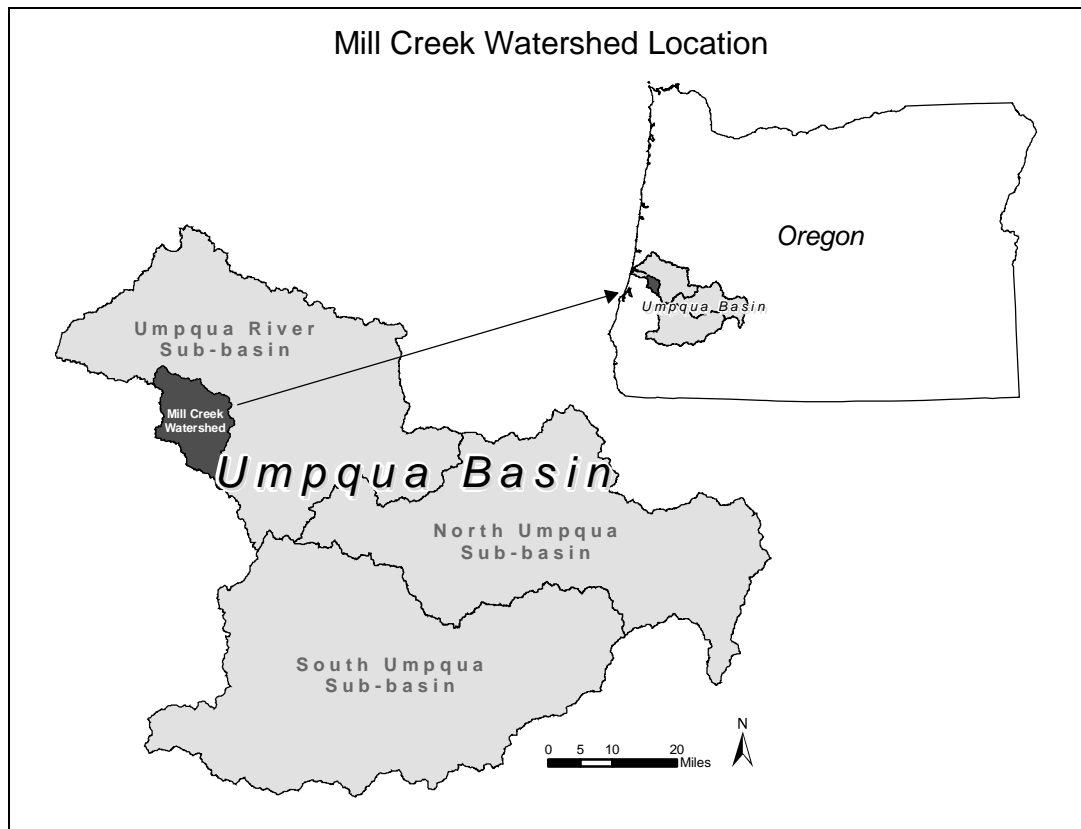 Mill Creek Watershed Location
Oregon
Umpqua Basin
Umpqua River
Sub-basin
Mill Creek
Watershed
Umpqua Basin
North Umpqua
Sub-basin
South Umpqua
Sub-basin
N
0 5 10 20
Miles